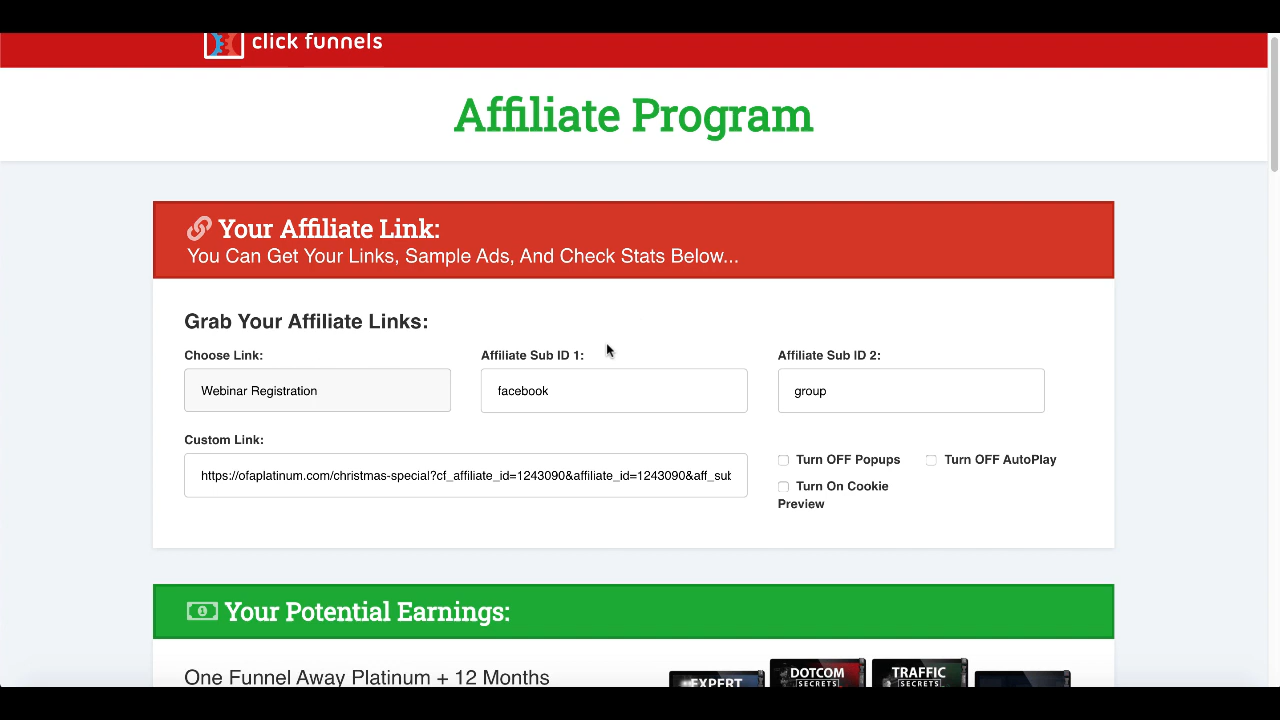 click funnels
Affiliate Program
Your Affiliate Link:
You Can Get Your Links, Sample Ads, And Check Stats Below...
Grab Your Affiliate Links:
Choose Link:
Affiliate Sub ID 1:
Affiliate Sub ID 2:
Webinar Registration
facebook
group
Custom Link:
https://ofaplatinum.com/christmas-special?cf_affiliate_id=1243090&affiliate_id=1243090&aff_sub
Turn OFF Popups
Turn OFF AutoPlay
Turn On Cookie
Preview
Your Potential Earnings:
One Funnel Away Platinum + 12 Months
EXPERT
DOTCOM
SECRETS
TRAFFIC
SECRETS